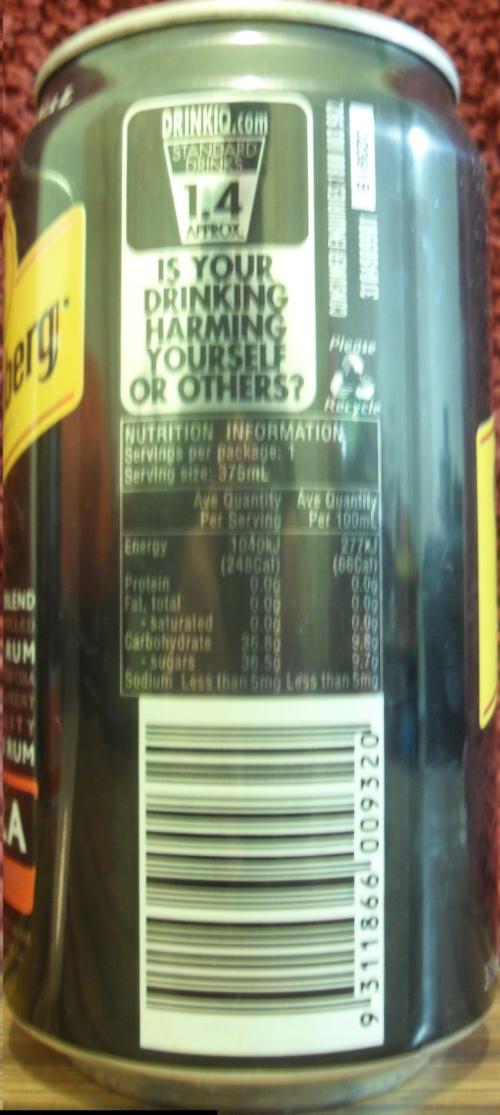 berg
LEND
RUM
RUM
LA
DRINKIQ.com
STANDARD
DRINKS
1.4
APPROX.
IS YOUR
DRINKING
HARMING
YOURSELF
OR OTHERS?
Please
Recycle
NUTRITION INFORMATION
Servings per package: 1
Serving size: 375mL
Ave Quantity Ave Quantity
Per Serving Per 100mL
Energy 1040kJ 277kJ
(248Cal) (66Cal)
Protein 0.0g 0.0g
Fat, total 0.0g 0.0g
- saturated 0.0g 0.0g
Carbohydrate 36.8g 9.8g
- sugars 36.5g 9.7g
Sodium Less than 5mg Less than 5mg
9 311866 009320